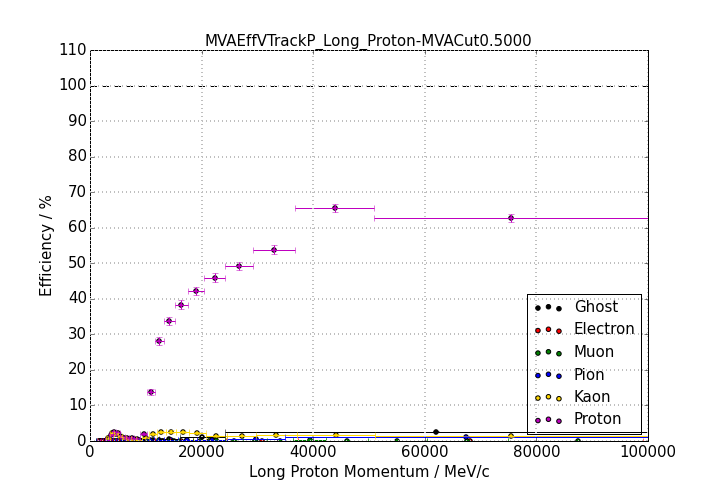 MVAEffVTrackP_Long_Proton-MVACut0.5000
110
100
90
80
70
60
50
40
30
20
10
0
Efficiency / %
0 20000 40000 60000 80000 100000
Long Proton Momentum / MeV/c
Ghost
Electron
Muon
Pion
Kaon
Proton